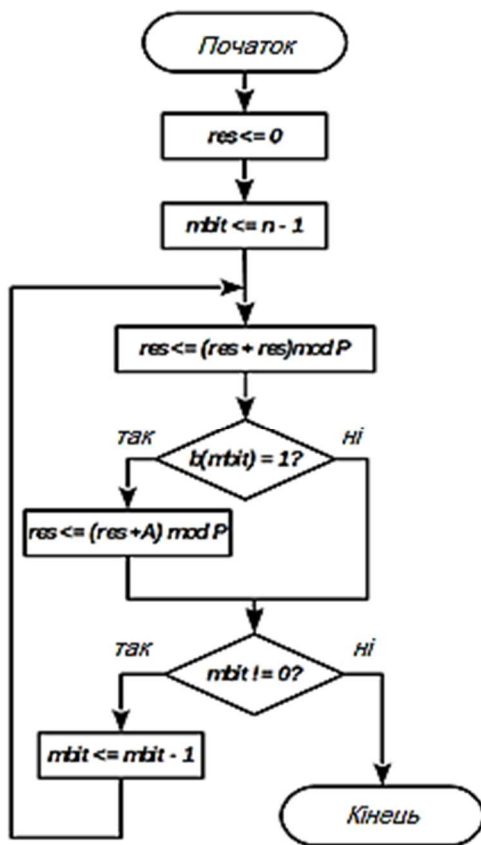 Початок
res <= 0
mbit <= n - 1
res <= (res + res) mod P
так
ні
b(mbit) = 1?
res <= (res + A) mod P
так
ні
mbit != 0?
mbit <= mbit - 1
Кінець